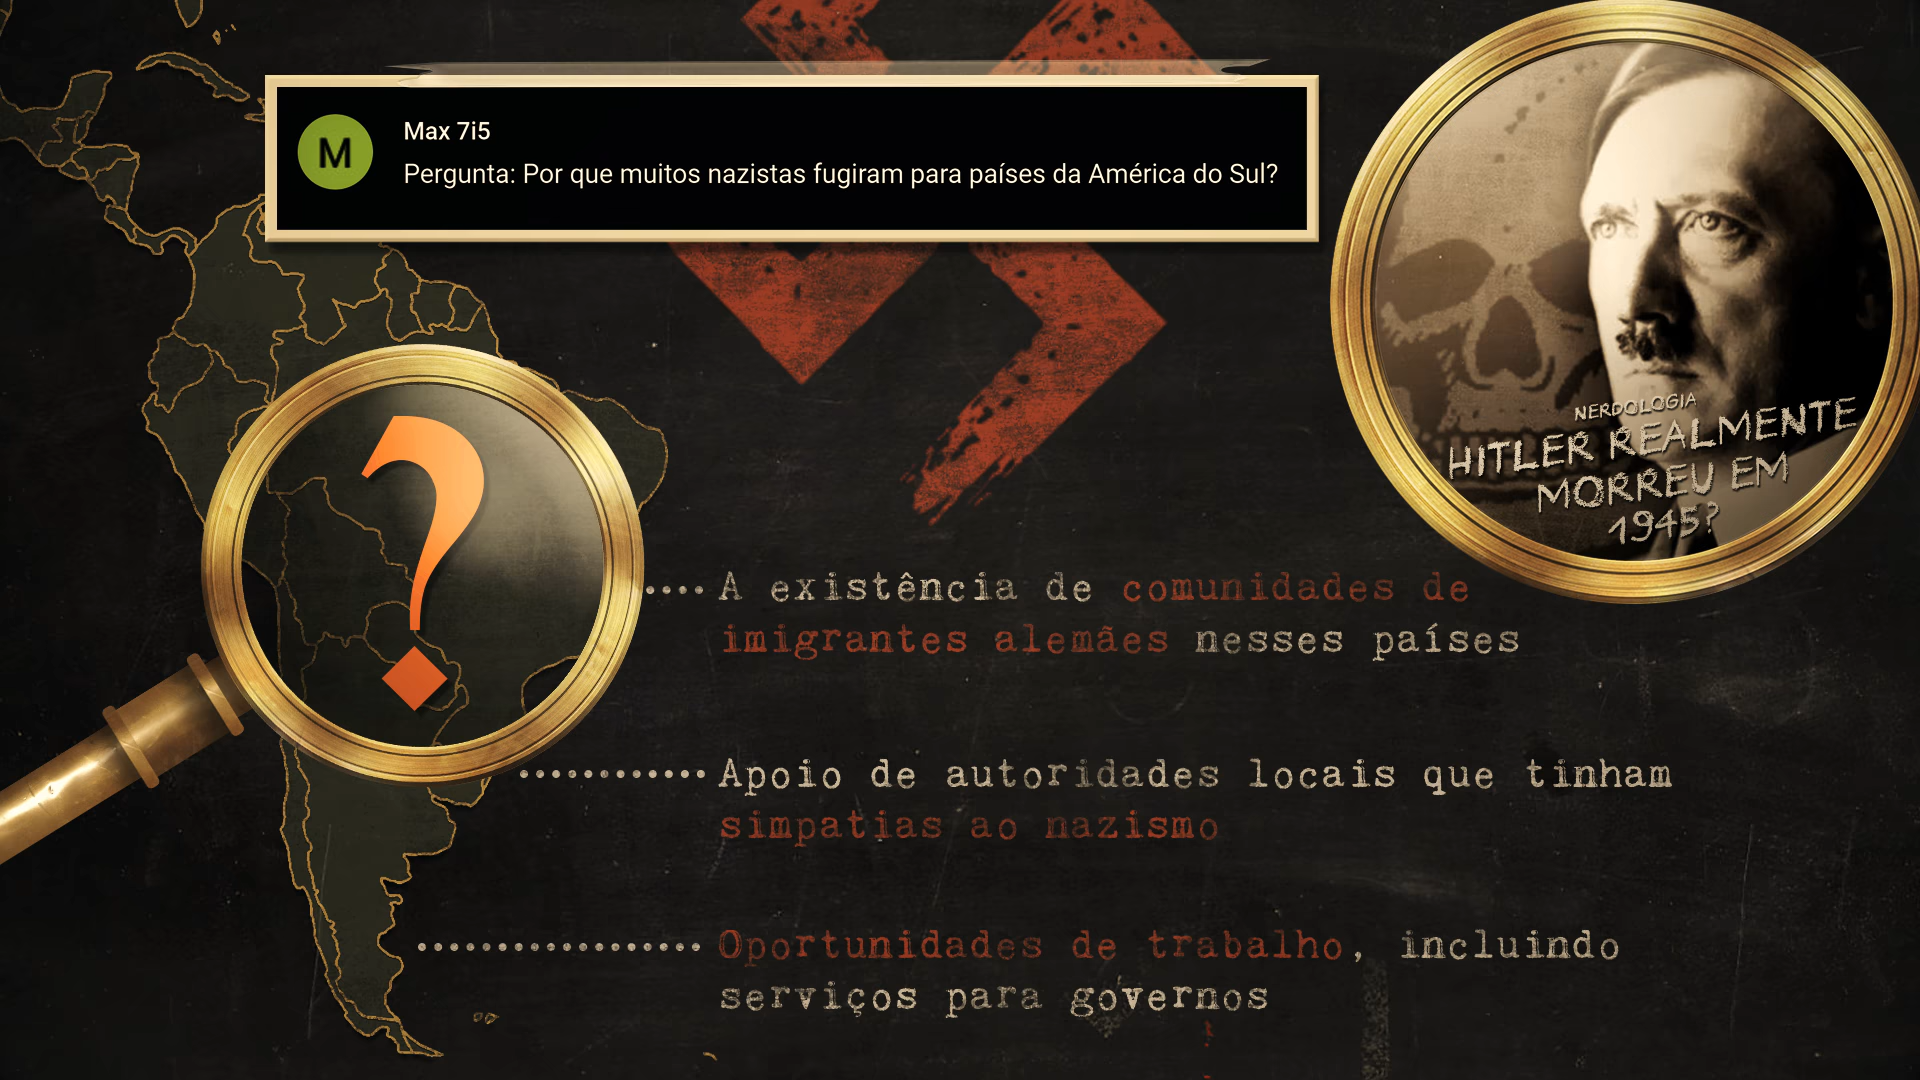 M
Max 7i5
Pergunta: Por que muitos nazistas fugiram para países da América do Sul?
NERDOLOGIA
HITLER REALMENTE
MORREU EM
1945?
A existência de comunidades de
imigrantes alemães nesses países
Apoio de autoridades locais que tinham
simpatias ao nazismo
Oportunidades de trabalho, incluindo
serviços para governos